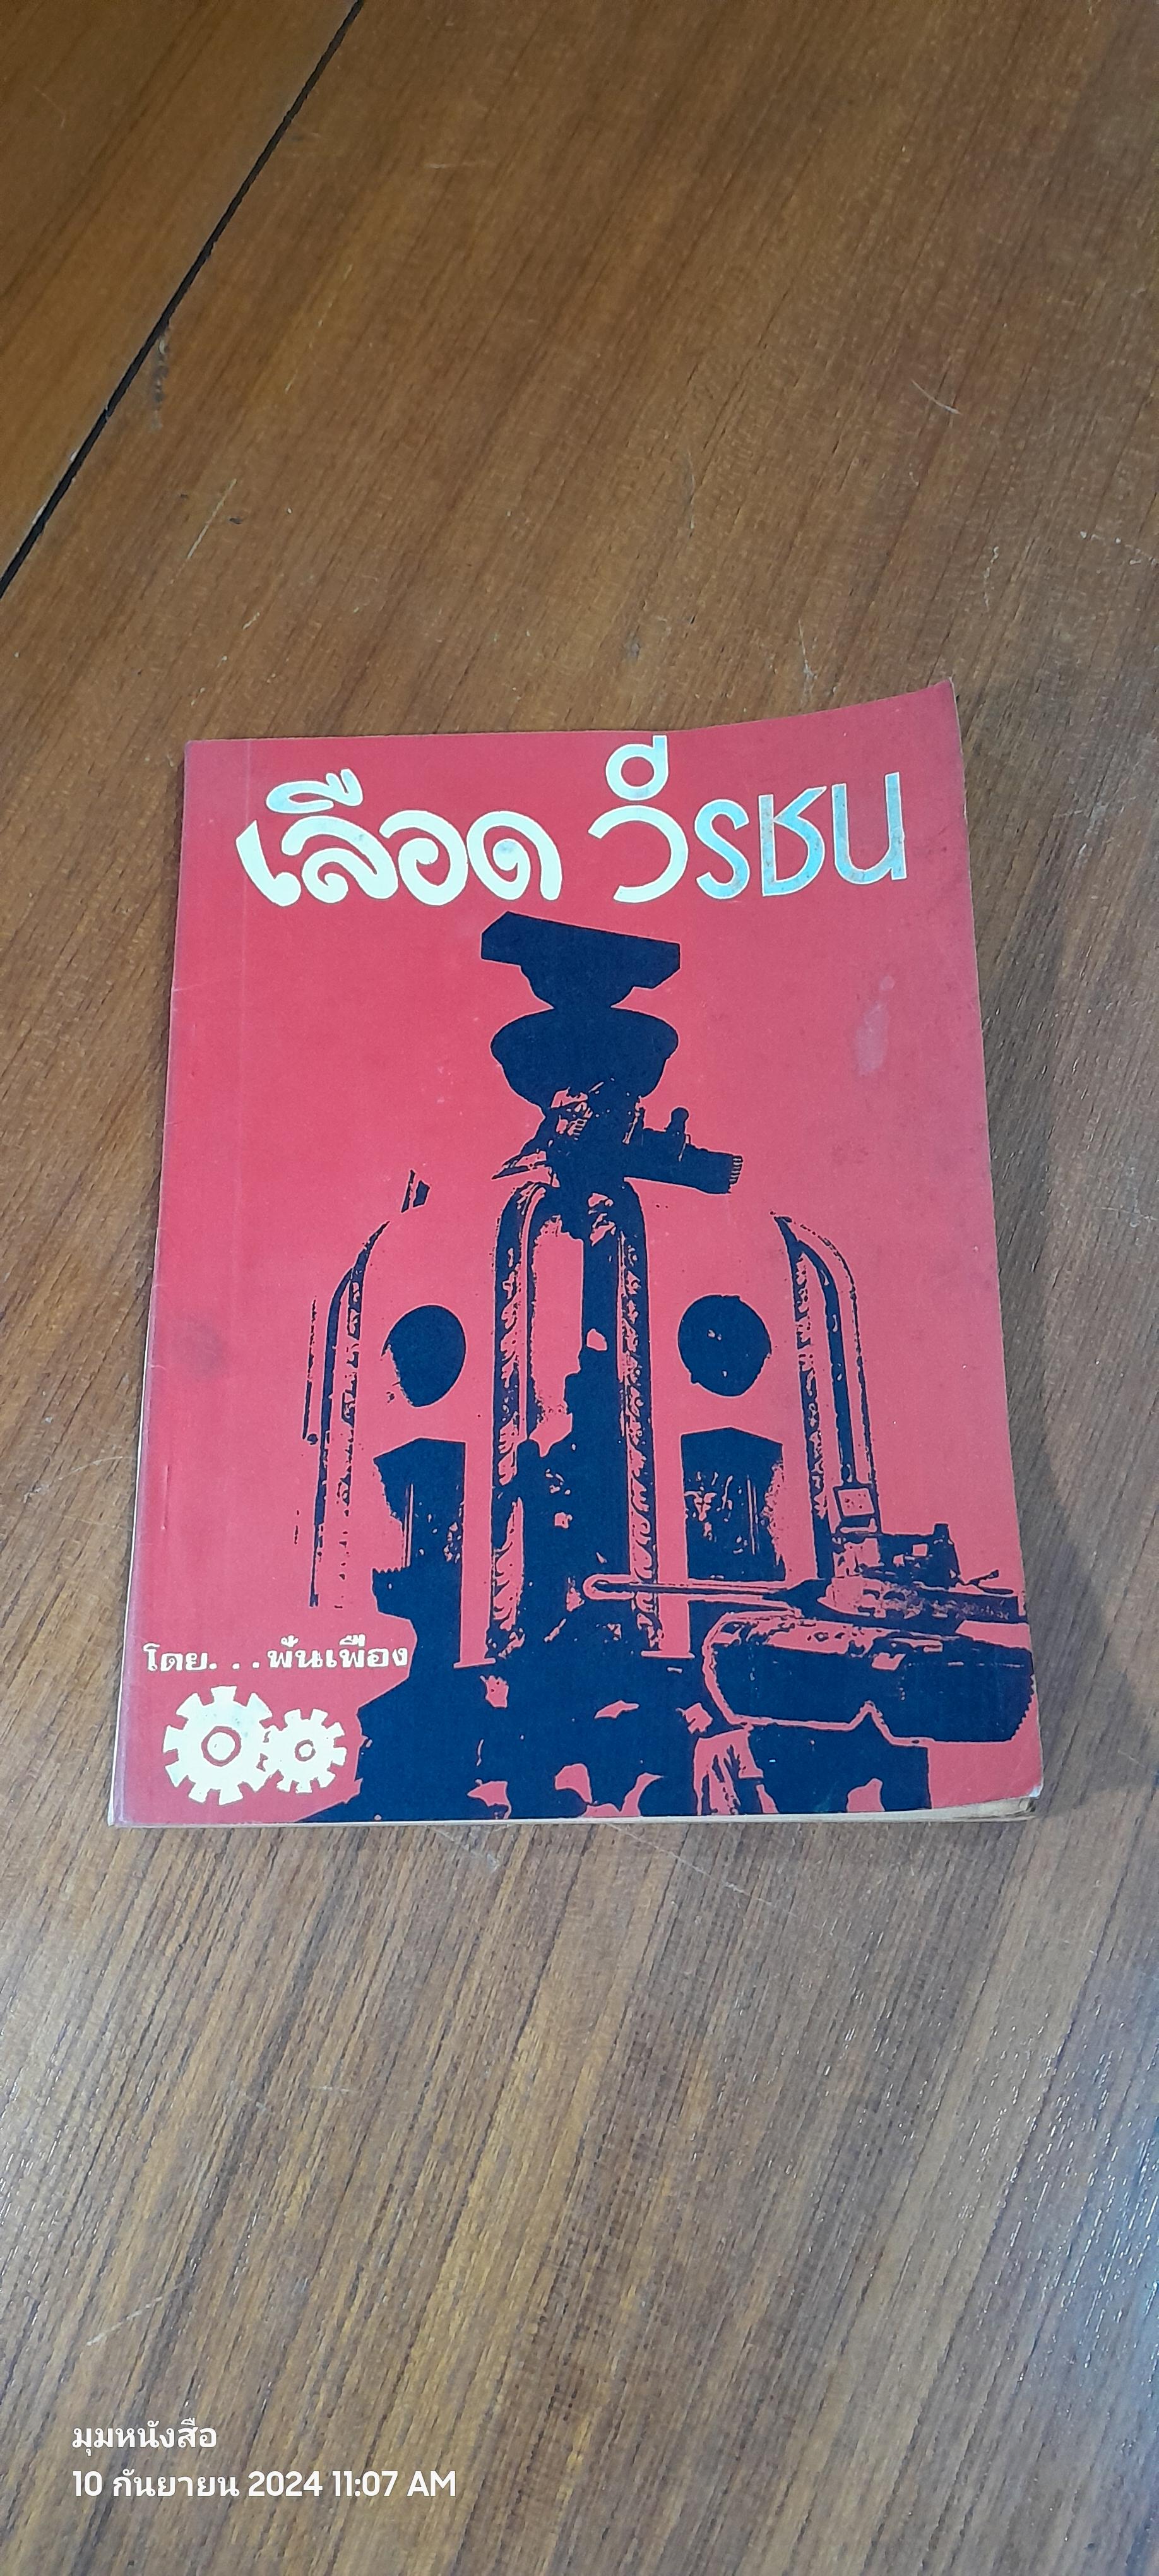 เลือด วีรชน
โดย...พันเพือง
มุมหนังสือ
10 กันยายน 2024 11:07 AM